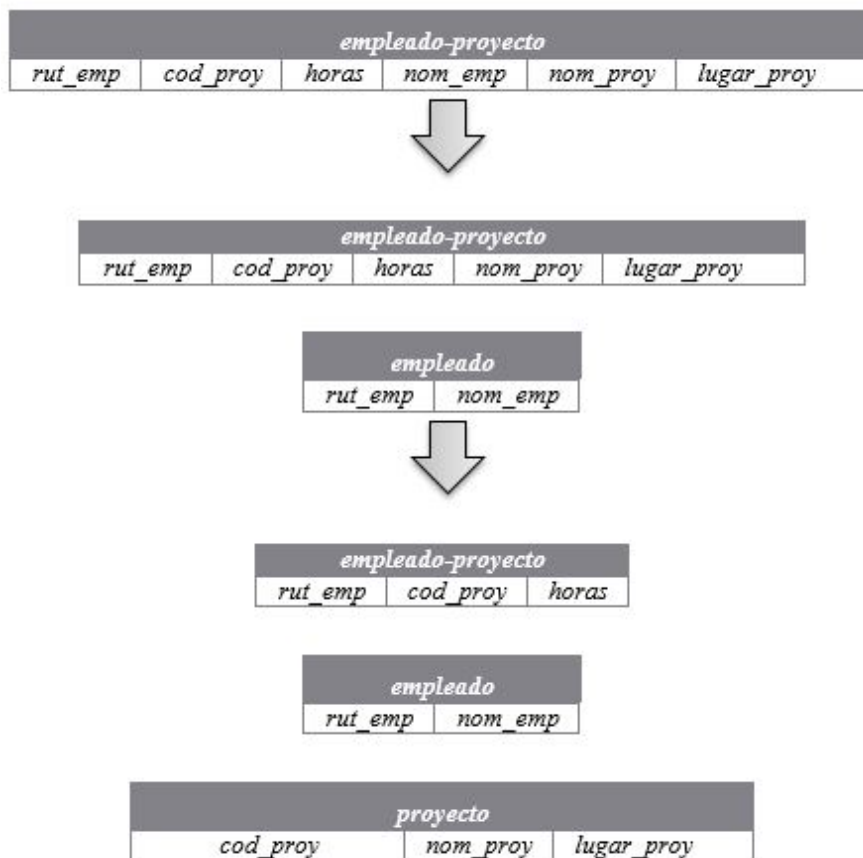 empleado-proyecto
rut_emp cod_proy horas nom_emp nom_proy lugar_proy
empleado-proyecto
rut_emp cod_proy horas nom_proy lugar_proy
empleado
rut_emp nom_emp
empleado-proyecto
rut_emp cod_proy horas
empleado
rut_emp nom_emp
proyecto
cod_proy nom_proy lugar_proy